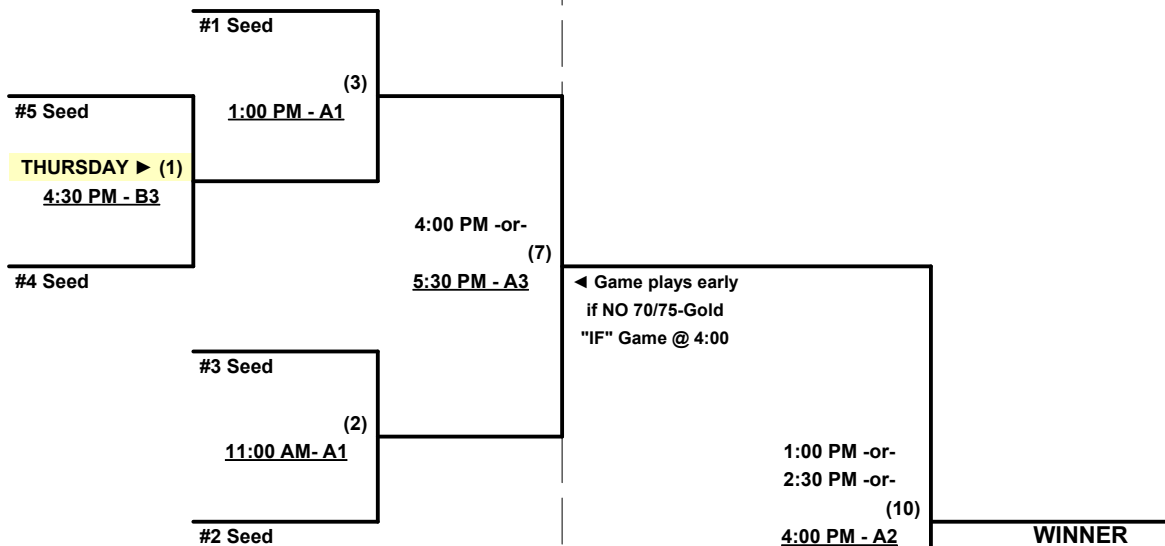 #1 Seed
(3)
1:00 PM - A1
#5 Seed
THURSDAY ► (1)
4:30 PM - B3
#4 Seed
4:00 PM -or-
(7)
5:30 PM - A3
◄ Game plays early
if NO 70/75-Gold
"IF" Game @ 4:00
#3 Seed
(2)
11:00 AM- A1
#2 Seed
1:00 PM -or-
2:30 PM -or-
(10)
4:00 PM - A2
WINNER